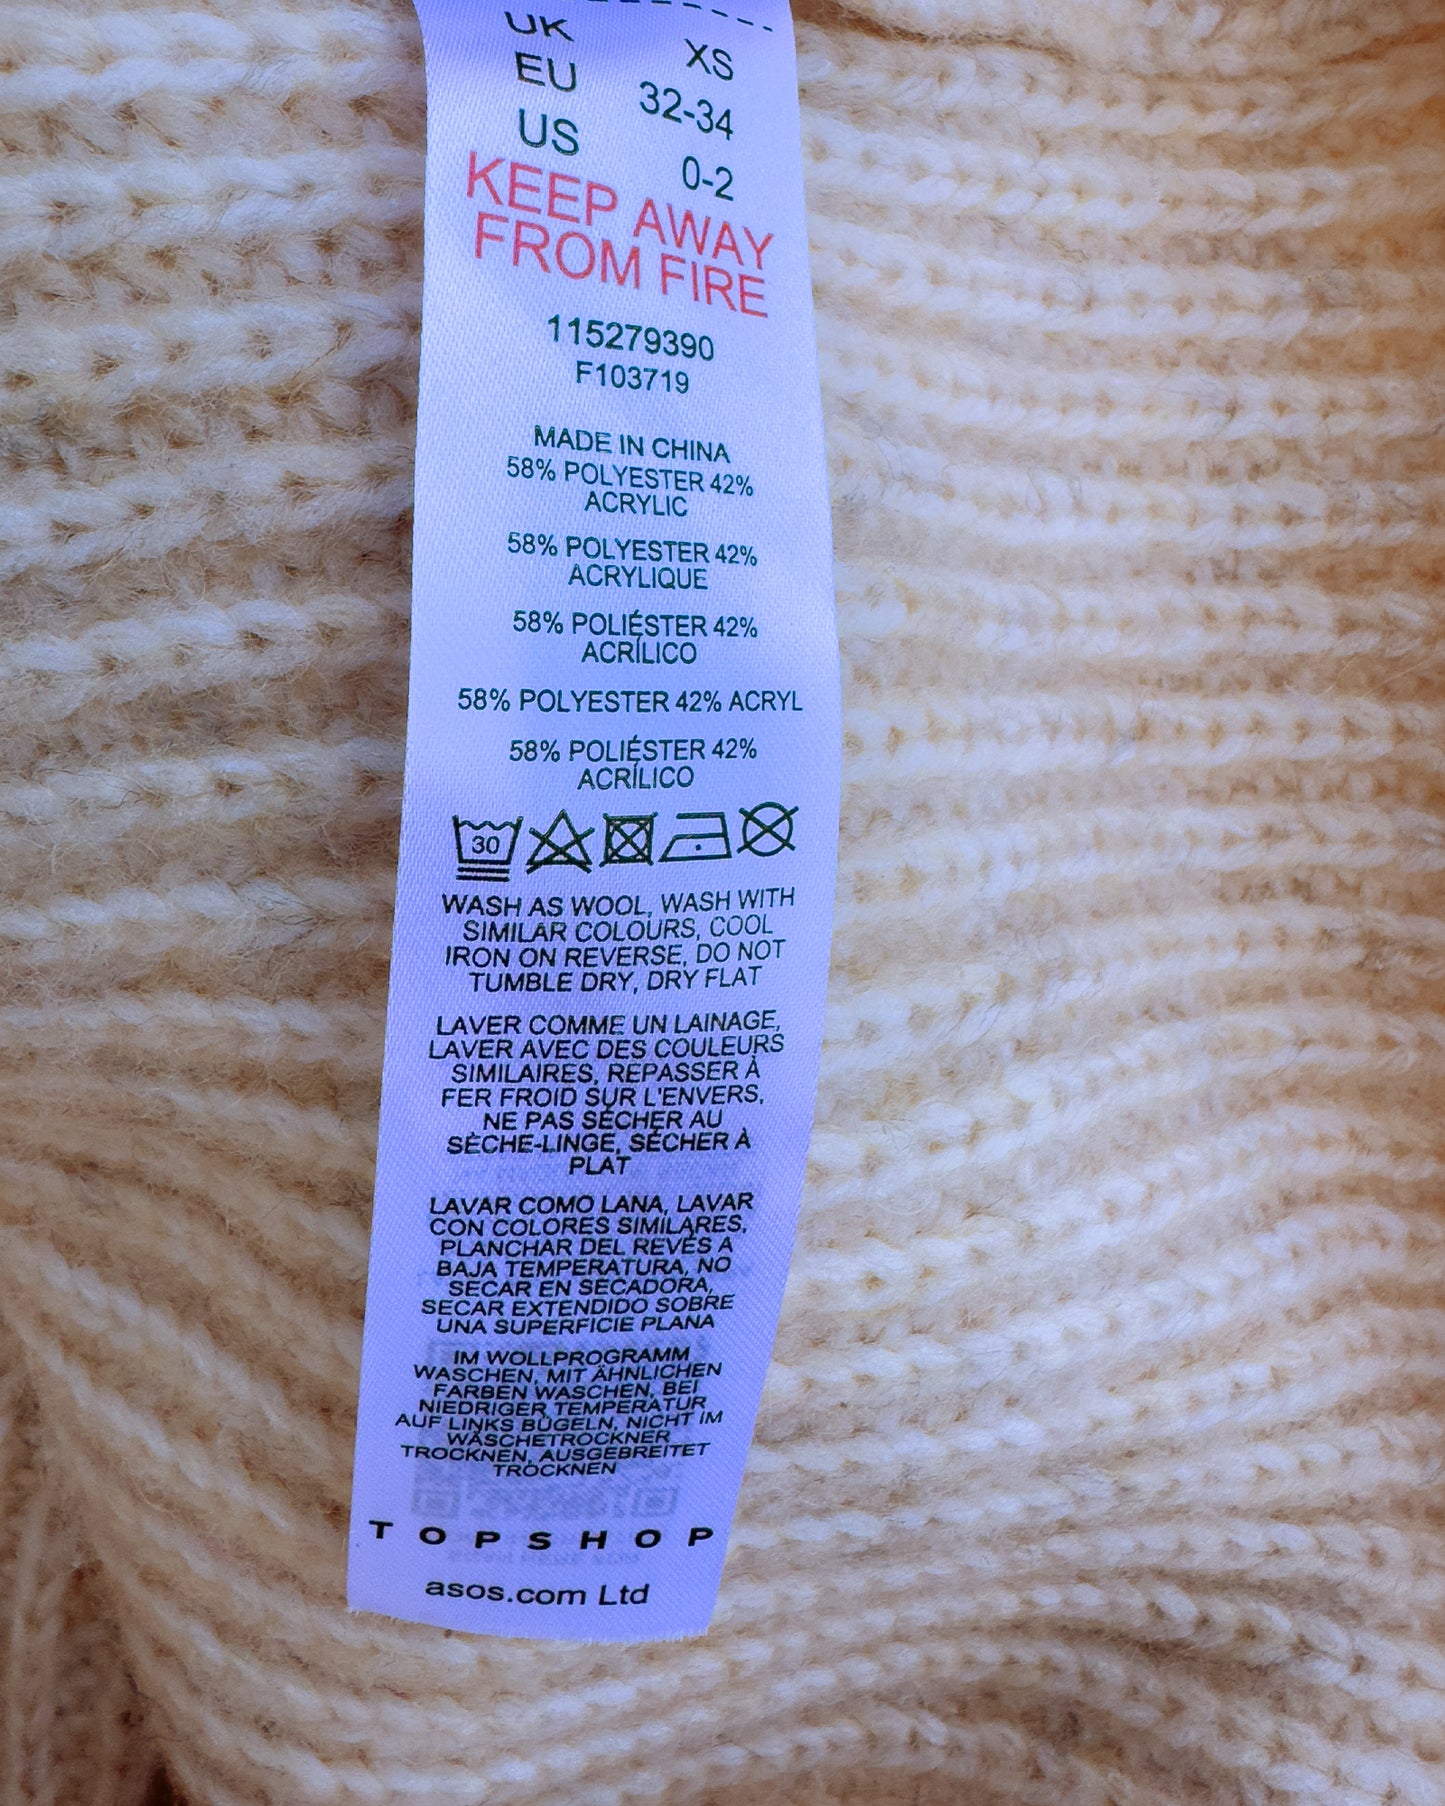 UK XS
EU 32-34
US 0-2
KEEP AWAY
FROM FIRE
115279390
F103719
MADE IN CHINA
58% POLYESTER 42%
ACRYLIC
58% POLYESTER 42%
ACRYLIQUE
58% POLIÉSTER 42%
ACRÍLICO
58% POLYESTER 42% ACRYL
58% POLIÉSTER 42%
ACRÍLICO
30
WASH AS WOOL, WASH WITH
SIMILAR COLOURS, COOL
IRON ON REVERSE, DO NOT
TUMBLE DRY, DRY FLAT
LAVER COMME UN LAINAGE,
LAVER AVEC DES COULEURS
SIMILAIRES, REPASSER À
FER FROID SUR L'ENVERS,
NE PAS SÉCHER AU
SÈCHE-LINGE, SÉCHER À
PLAT
LAVAR COMO LANA, LAVAR
CON COLORES SIMILARES,
PLANCHAR DEL REVÉS A
BAJA TEMPERATURA, NO
SECAR EN SECADORA,
SECAR EXTENDIDO SOBRE
UNA SUPERFICIE PLANA
IM WOLLPROGRAMM
WASCHEN, MIT ÄHNLICHEN
FARBEN WASCHEN, BEI
NIEDRIGER TEMPERATUR
AUF LINKS BÜGELN, NICHT IM
WÄSCHETROCKNER
TROCKNEN, AUSGEBREITET
TROCKNEN
TOPSHOP
asos.com Ltd